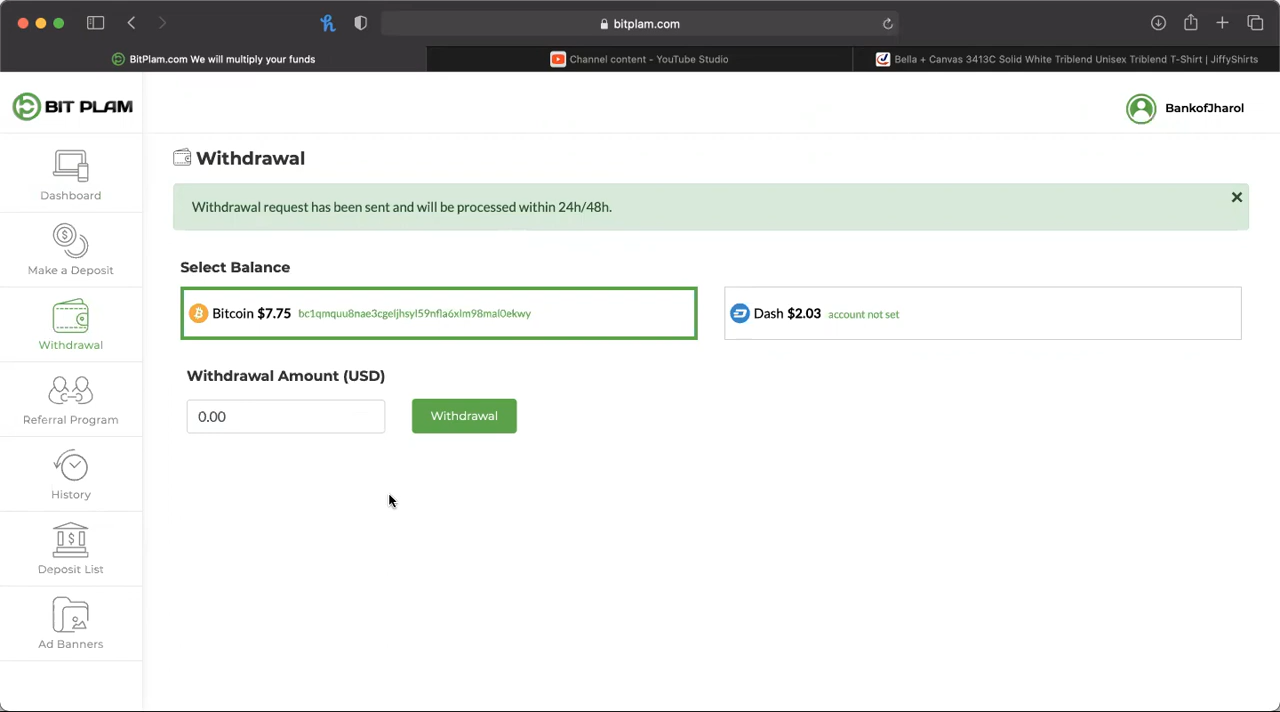 bitplam.com
BitPlam.com We will multiply your funds
Channel content - YouTube Studio
Bella + Canvas 3413C Solid White Triblend Unisex Triblend T-Shirt | JiffyShirts
BIT PLAM
BankofJharol
Dashboard
Make a Deposit
Withdrawal
Referral Program
History
Deposit List
Ad Banners
Withdrawal
Withdrawal request has been sent and will be processed within 24h/48h.
Select Balance
Bitcoin $7.75 bc1qmquu8nae3cgeljhsyl59nfla6xlm98mal0ekwy
Dash $2.03 account not set
Withdrawal Amount (USD)
0.00
Withdrawal